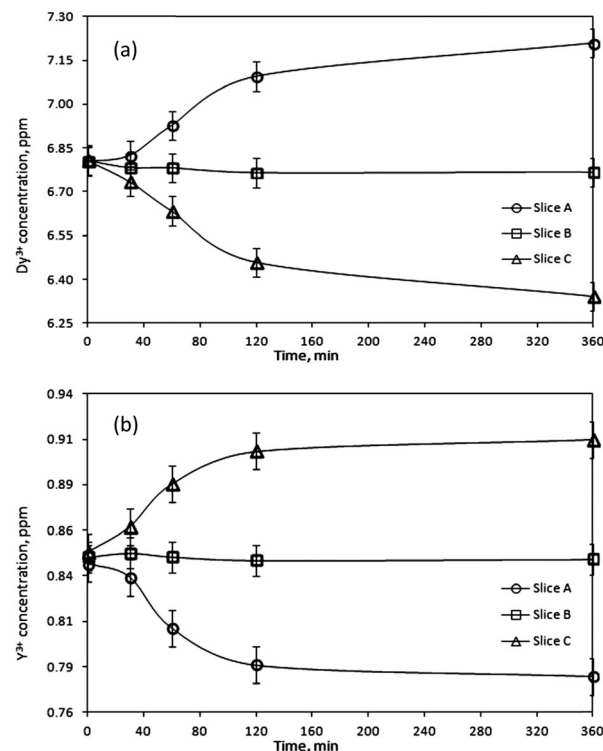 (a)
7.15
7.00
6.85
6.70
6.55
6.40
6.25
Dy³⁺ concentration, ppm
Slice A
Slice B
Slice C
0 40 80 120 160 200 240 280 320 360
Time, min
(b)
0.94
0.91
0.89
0.86
0.84
0.81
0.79
0.76
Y³⁺ concentration, ppm
Slice A
Slice B
Slice C
0 40 80 120 160 200 240 280 320 360
Time, min